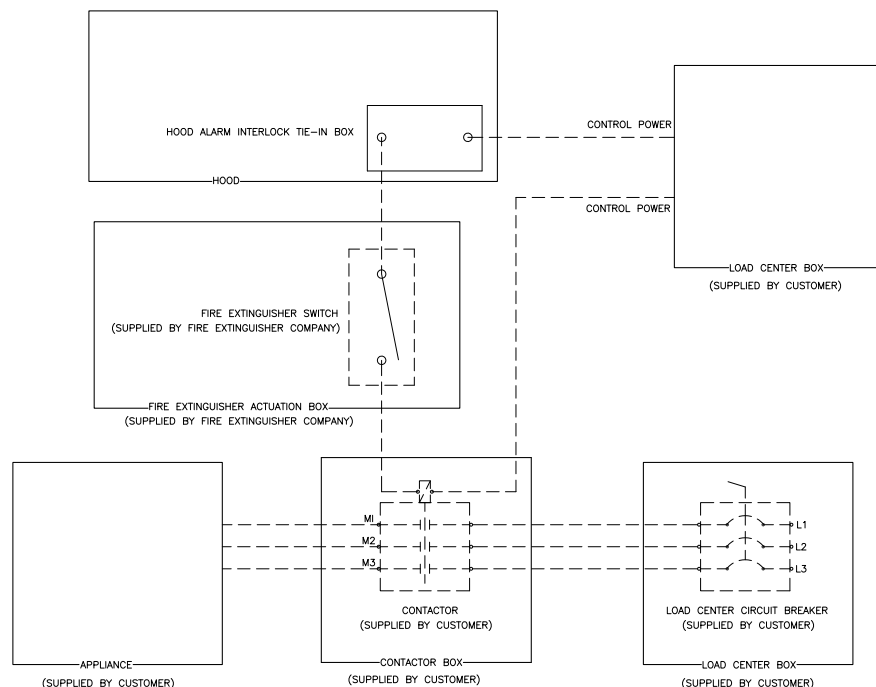 CONTROL POWER
HOOD ALARM INTERLOCK TIE-IN BOX
HOOD
CONTROL POWER
LOAD CENTER BOX
(SUPPLIED BY CUSTOMER)
FIRE EXTINGUISHER SWITCH
(SUPPLIED BY FIRE EXTINGUISHER COMPANY)
FIRE EXTINGUISHER ACTUATION BOX
(SUPPLIED BY FIRE EXTINGUISHER COMPANY)
M1
L1
M2
L2
M3
L3
CONTACTOR
(SUPPLIED BY CUSTOMER)
LOAD CENTER CIRCUIT BREAKER
(SUPPLIED BY CUSTOMER)
APPLIANCE
(SUPPLIED BY CUSTOMER)
CONTACTOR BOX
(SUPPLIED BY CUSTOMER)
LOAD CENTER BOX
(SUPPLIED BY CUSTOMER)